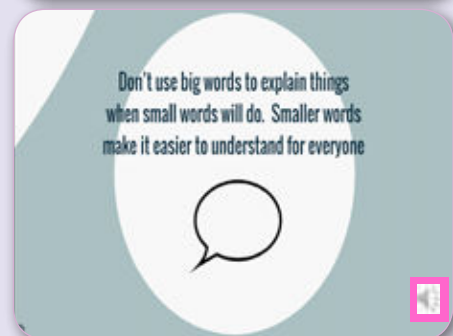 Don't use big words to explain things
when small words will do. Smaller words
make it easier to understand for everyone